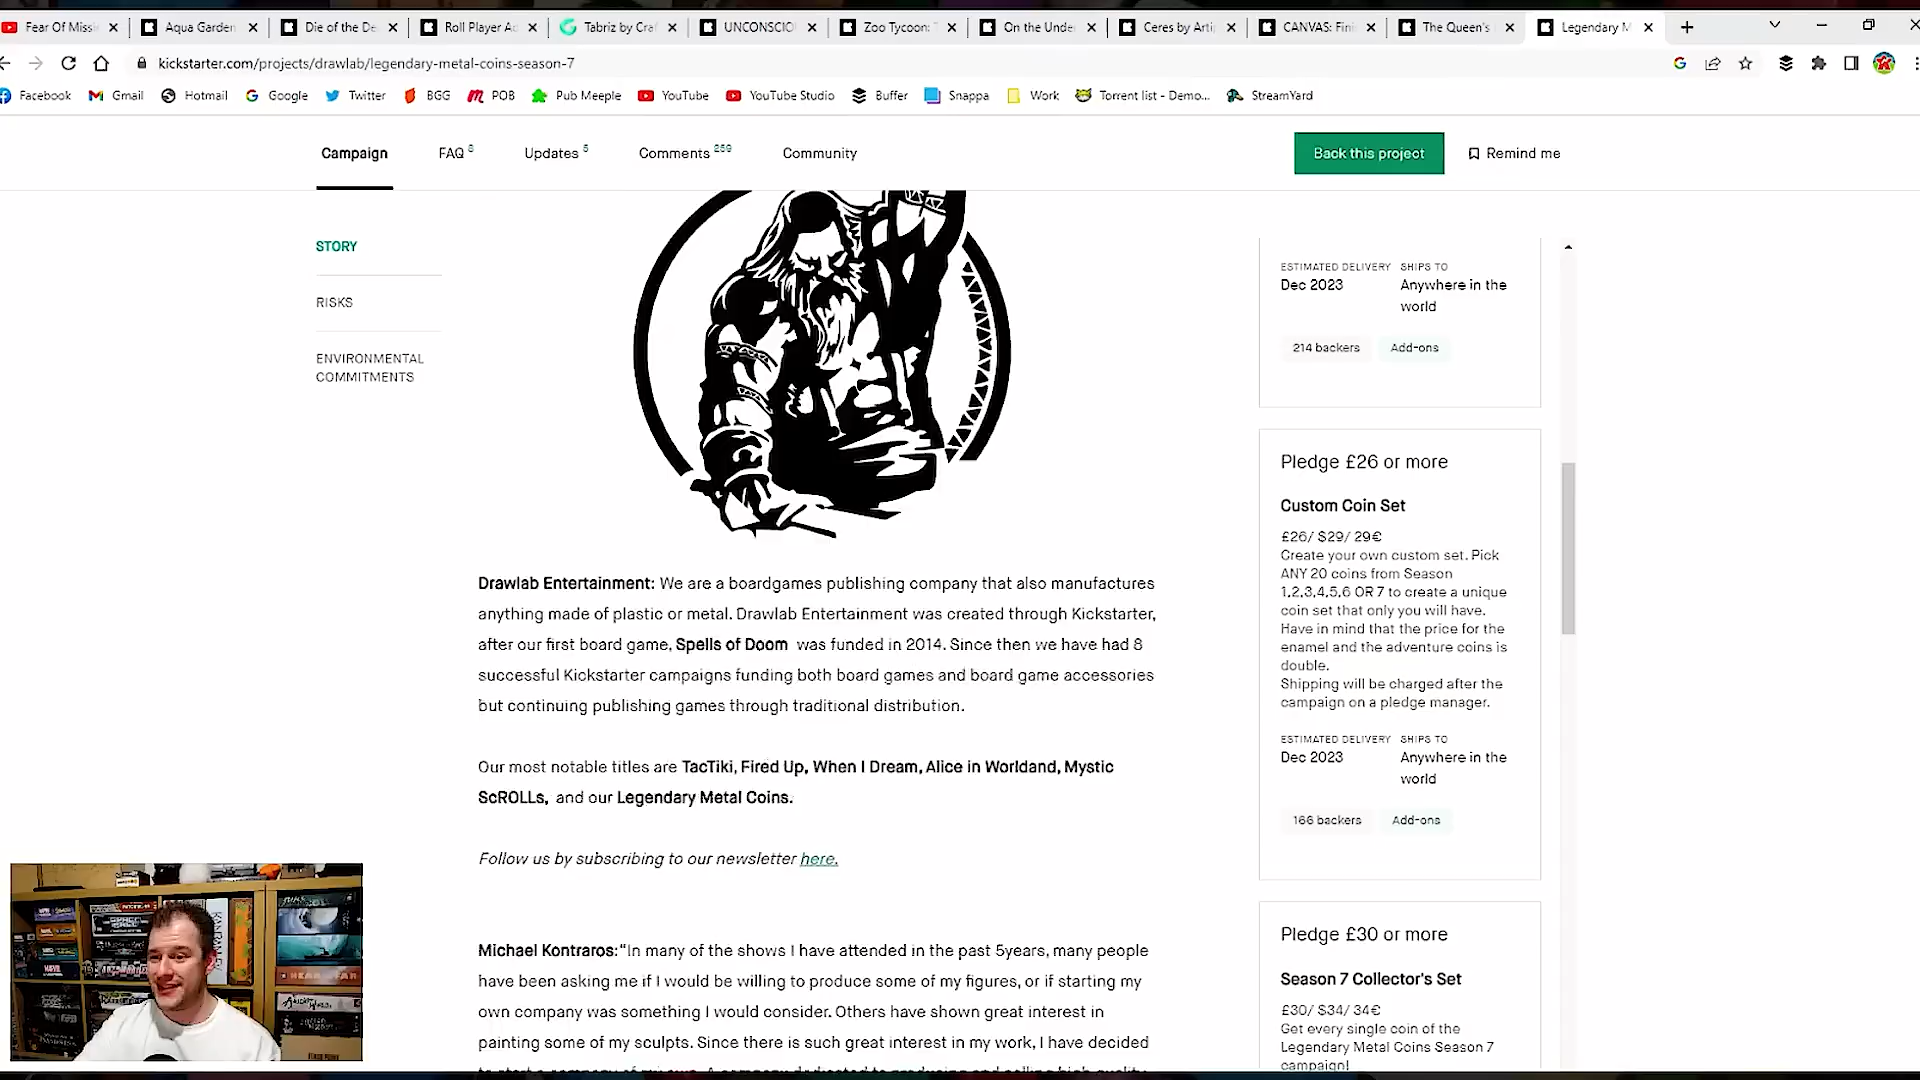 Fear Of Missi
Aqua Garden
Die of the De
Roll Player Ad
Tabriz by Craf
UNCONSCIO
Zoo Tycoon: T
On the Unde
Ceres by Arti
CANVAS: Fini
The Queen's
Legendary M
kickstarter.com/projects/drawlab/legendary-metal-coins-season-7
Facebook
Gmail
Hotmail
Google
Twitter
BGG
POB
Pub Meeple
YouTube
YouTube Studio
Buffer
Snappa
Work
Torrent list - Demo...
StreamYard
Campaign
FAQ 8
Updates 5
Comments 259
Community
Back this project
Remind me
STORY
RISKS
ENVIRONMENTAL
COMMITMENTS
Drawlab Entertainment: We are a boardgames publishing company that also manufactures
anything made of plastic or metal. Drawlab Entertainment was created through Kickstarter,
after our first board game, Spells of Doom was funded in 2014. Since then we have had 8
successful Kickstarter campaigns funding both board games and board game accessories
but continuing publishing games through traditional distribution.
Our most notable titles are TacTiki, Fired Up, When I Dream, Alice in Worldand, Mystic
ScROLLs, and our Legendary Metal Coins.
Follow us by subscribing to our newsletter here.
Michael Kontraros:“In many of the shows I have attended in the past 5years, many people
have been asking me if I would be willing to produce some of my figures, or if starting my
own company was something I would consider. Others have shown great interest in
painting some of my sculpts. Since there is such great interest in my work, I have decided
ESTIMATED DELIVERY
Dec 2023
SHIPS TO
Anywhere in the
world
214 backers
Add-ons
Pledge £26 or more
Custom Coin Set
£26/ $29/ 29€
Create your own custom set. Pick
ANY 20 coins from Season
1,2,3,4,5,6 OR 7 to create a unique
coin set that only you will have.
Have in mind that the price for the
enamel and the adventure coins is
double.
Shipping will be charged after the
campaign on a pledge manager.
ESTIMATED DELIVERY
Dec 2023
SHIPS TO
Anywhere in the
world
166 backers
Add-ons
Pledge £30 or more
Season 7 Collector's Set
£30/ $34/ 34€
Get every single coin of the
Legendary Metal Coins Season 7
campaign!